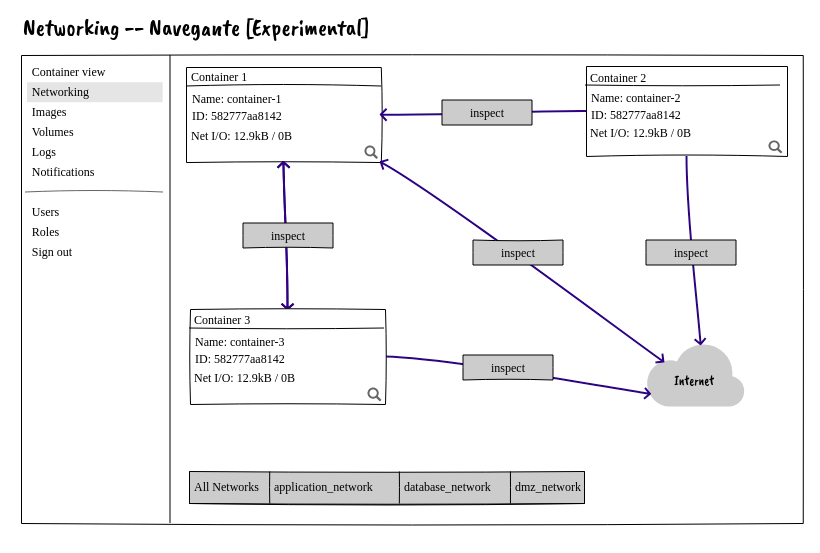 Networking -- Navegante [Experimental]
Container view
Networking
Images
Volumes
Logs
Notifications
Users
Roles
Sign out
Container 1
Name: container-1
ID: 582777aa8142
Net I/O: 12.9kB / 0B
inspect
Container 2
Name: container-2
ID: 582777aa8142
Net I/O: 12.9kB / 0B
inspect
inspect
inspect
Container 3
Name: container-3
ID: 582777aa8142
Net I/O: 12.9kB / 0B
inspect
Internet
All Networks
application_network
database_network
dmz_network